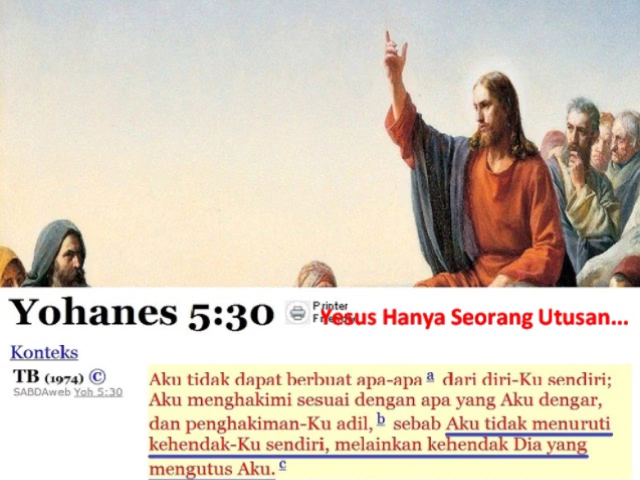 Yohanes 5:30
Printer
Yesus Hanya Seorang Utusan...
Konteks
TB (1974) ©
SABDAweb Yoh 5:30
Aku tidak dapat berbuat apa-apa a dari diri-Ku sendiri;
Aku menghakimi sesuai dengan apa yang Aku dengar,
dan penghakiman-Ku adil, b sebab Aku tidak menuruti
kehendak-Ku sendiri, melainkan kehendak Dia yang
mengutus Aku. c